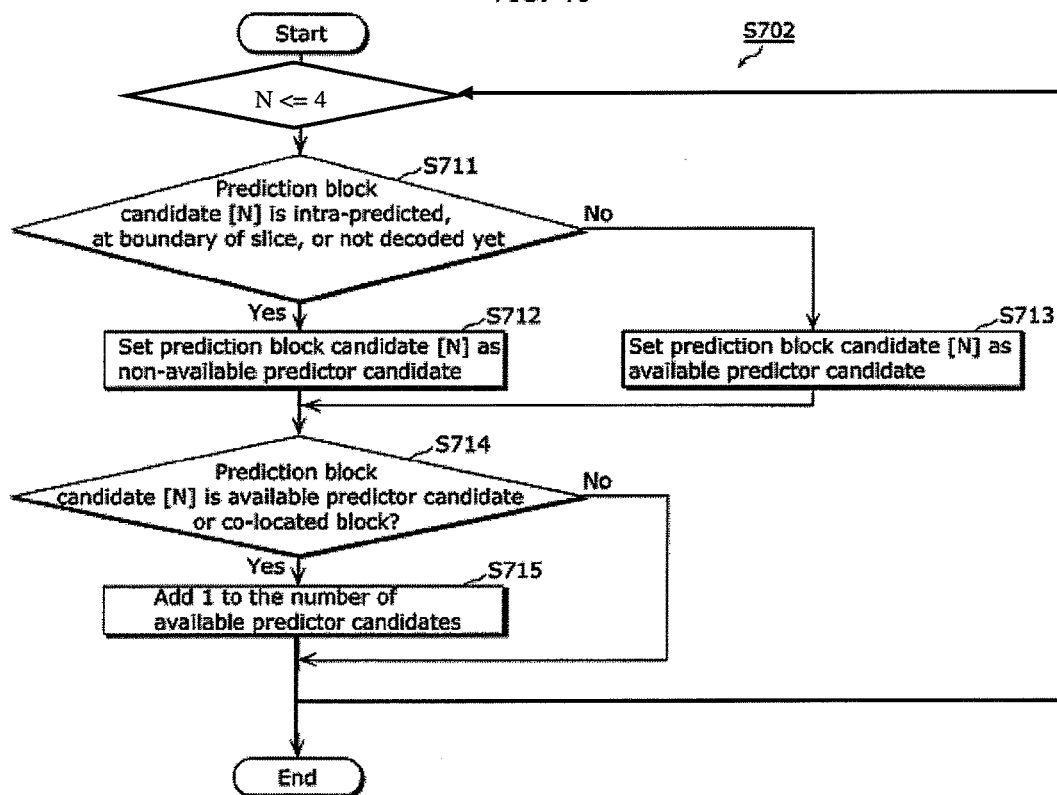 Start
S702
N <= 4
S711
Prediction block
candidate [N] is intra-predicted,
at boundary of slice, or not decoded yet
No
Yes
S712
Set prediction block candidate [N] as
non-available predictor candidate
S713
Set prediction block candidate [N] as
available predictor candidate
S714
Prediction block
candidate [N] is available predictor candidate
or co-located block?
No
Yes
S715
Add 1 to the number of
available predictor candidates
End